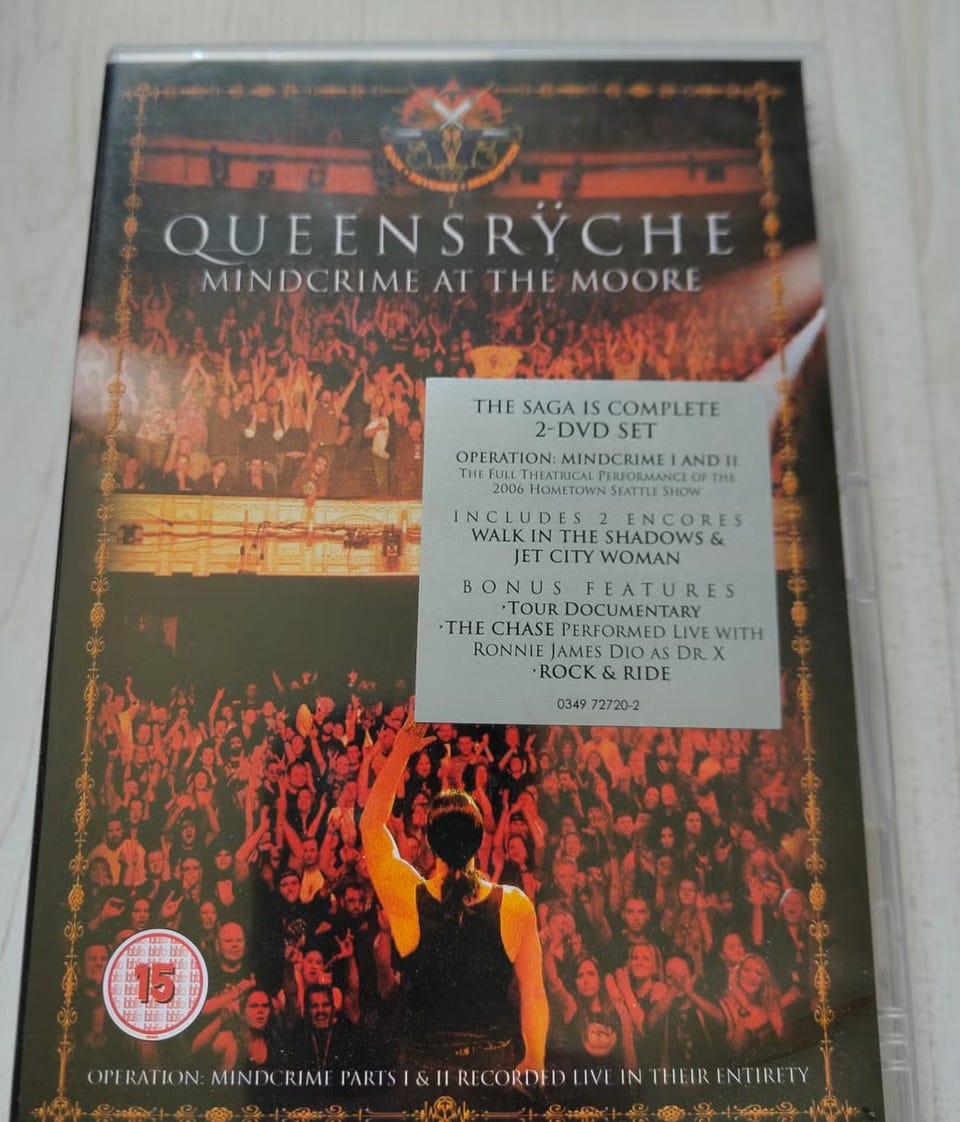 QUEENSRŸCHE
MINDCRIME AT THE MOORE
THE SAGA IS COMPLETE
2-DVD SET
OPERATION: MINDCRIME I AND II
THE FULL THEATRICAL PERFORMANCE OF THE
2006 HOMETOWN SEATTLE SHOW
INCLUDES 2 ENCORES
WALK IN THE SHADOWS &
JET CITY WOMAN
BONUS FEATURES
·TOUR DOCUMENTARY
·THE CHASE PERFORMED LIVE WITH
RONNIE JAMES DIO AS DR. X
·ROCK & RIDE
0349 72720-2
15
OPERATION: MINDCRIME PARTS I & II RECORDED LIVE IN THEIR ENTIRETY